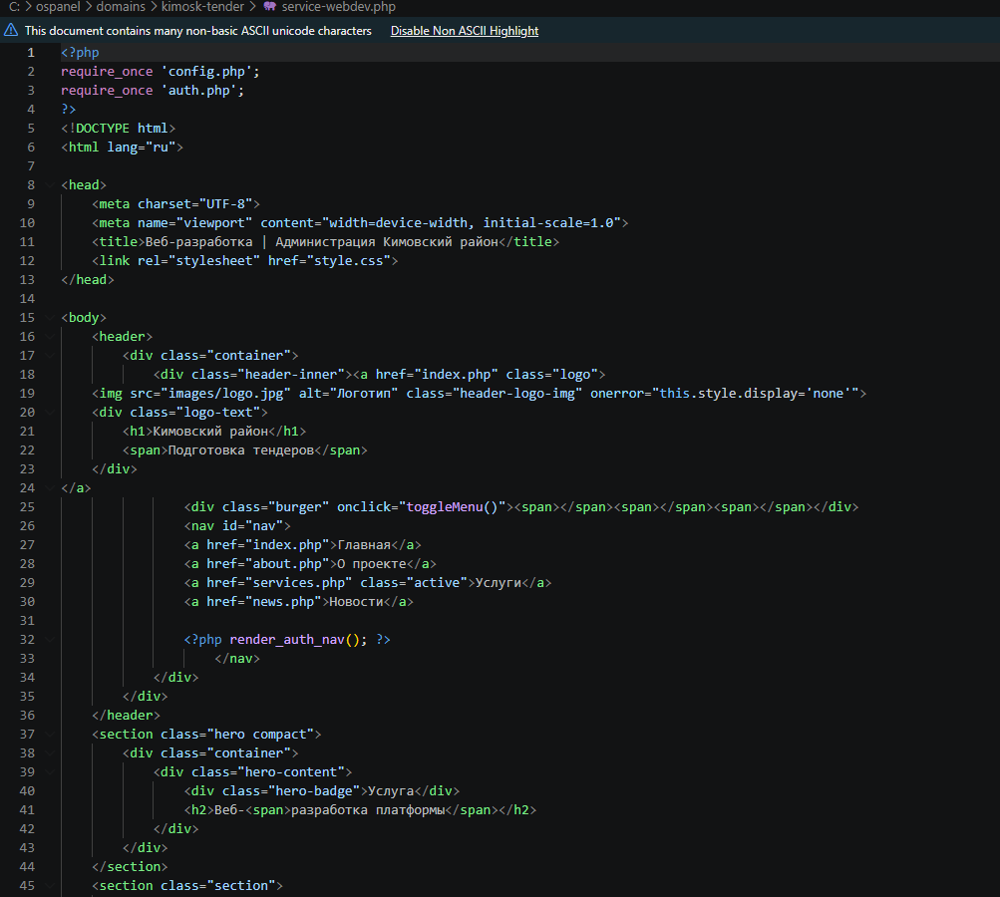 C: > ospanel > domains > kimosk-tender > service-webdev.php
This document contains many non-basic ASCII unicode characters Disable Non ASCII Highlight
1 <?php
2 require_once 'config.php';
3 require_once 'auth.php';
4 ?>
5 <!DOCTYPE html>
6 <html lang="ru">
7
8 <head>
9 <meta charset="UTF-8">
10 <meta name="viewport" content="width=device-width, initial-scale=1.0">
11 <title>Веб-разработка | Администрация Кимовский район</title>
12 <link rel="stylesheet" href="style.css">
13 </head>
14
15 <body>
16 <header>
17 <div class="container">
18 <div class="header-inner"><a href="index.php" class="logo">
19 <img src="images/logo.jpg" alt="Логотип" class="header-logo-img" onerror="this.style.display='none'">
20 <div class="logo-text">
21 <h1>Кимовский район</h1>
22 <span>Подготовка тендеров</span>
23 </div>
24 </a>
25 <div class="burger" onclick="toggleMenu()"><span></span><span></span><span></span></div>
26 <nav id="nav">
27 <a href="index.php">Главная</a>
28 <a href="about.php">О проекте</a>
29 <a href="services.php" class="active">Услуги</a>
30 <a href="news.php">Новости</a>
31
32 <?php render_auth_nav(); ?>
33 </nav>
34 </div>
35 </div>
36 </header>
37 <section class="hero compact">
38 <div class="container">
39 <div class="hero-content">
40 <div class="hero-badge">Услуга</div>
41 <h2>Веб-<span>разработка платформы</span></h2>
42 </div>
43 </div>
44 </section>
45 <section class="section">